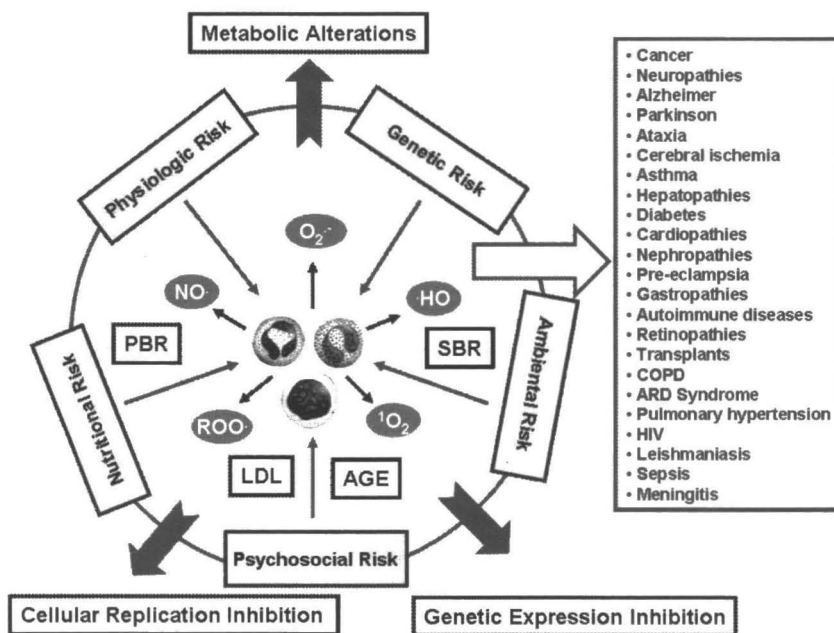 Metabolic Alterations
Physiologic Risk
Genetic Risk
O₂·-
NO·
·HO
PBR
SBR
Nutritional Risk
Ambiental Risk
ROO·
¹O₂
LDL
AGE
Psychosocial Risk
Cellular Replication Inhibition
Genetic Expression Inhibition
• Cancer
• Neuropathies
• Alzheimer
• Parkinson
• Ataxia
• Cerebral ischemia
• Asthma
• Hepatopathies
• Diabetes
• Cardiopathies
• Nephropathies
• Pre-eclampsia
• Gastropathies
• Autoimmune diseases
• Retinopathies
• Transplants
• COPD
• ARD Syndrome
• Pulmonary hypertension
• HIV
• Leishmaniasis
• Sepsis
• Meningitis